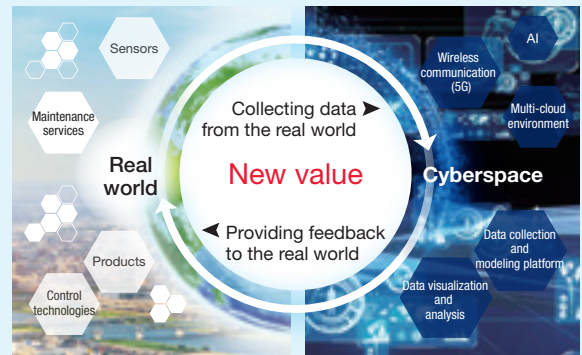 Sensors
Maintenance
services
Real
world
Products
Control
technologies
Collecting data
from the real world
New value
Providing feedback
to the real world
AI
Wireless
communication
(5G)
Multi-cloud
environment
Cyberspace
Data collection
and
modeling platform
Data visualization
and
analysis